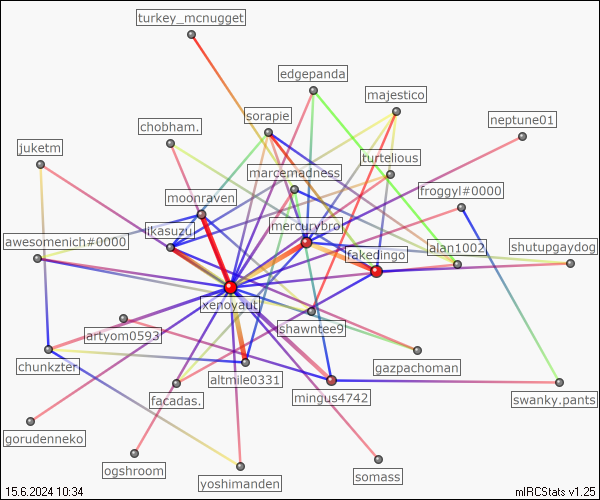 turkey_mcnugget
edgepanda
majestico
sorapie
neptune01
chobham.
juketm
turtelious
marcemadness
froggyl#0000
moonraven
mercurybro
ikasuzu
awesomenich#0000
alan1002
shutupgaydog
fakedingo
xenoyaut
shawntee9
artyom0593
chunkzter
gazpachoman
altmile0331
facadas.
mingus4742
swanky.pants
gorudenneko
ogshroom
somass
yoshimanden
15.6.2024 10:34
mIRCStats v1.25